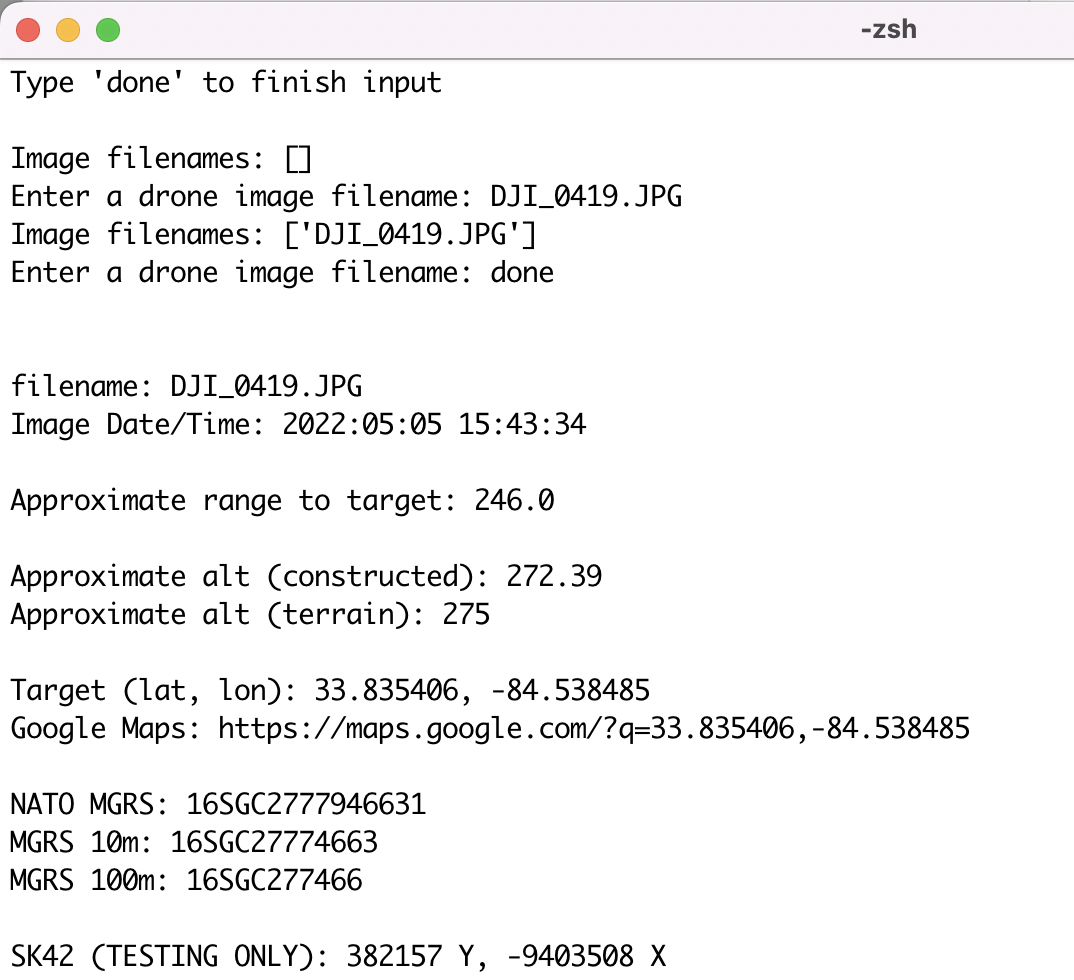 -zsh
Type 'done' to finish input
Image filenames: []
Enter a drone image filename: DJI_0419.JPG
Image filenames: ['DJI_0419.JPG']
Enter a drone image filename: done
filename: DJI_0419.JPG
Image Date/Time: 2022:05:05 15:43:34
Approximate range to target: 246.0
Approximate alt (constructed): 272.39
Approximate alt (terrain): 275
Target (lat, lon): 33.835406, -84.538485
Google Maps: https://maps.google.com/?q=33.835406,-84.538485
NATO MGRS: 16SGC2777946631
MGRS 10m: 16SGC27774663
MGRS 100m: 16SGC277466
SK42 (TESTING ONLY): 382157 Y, -9403508 X